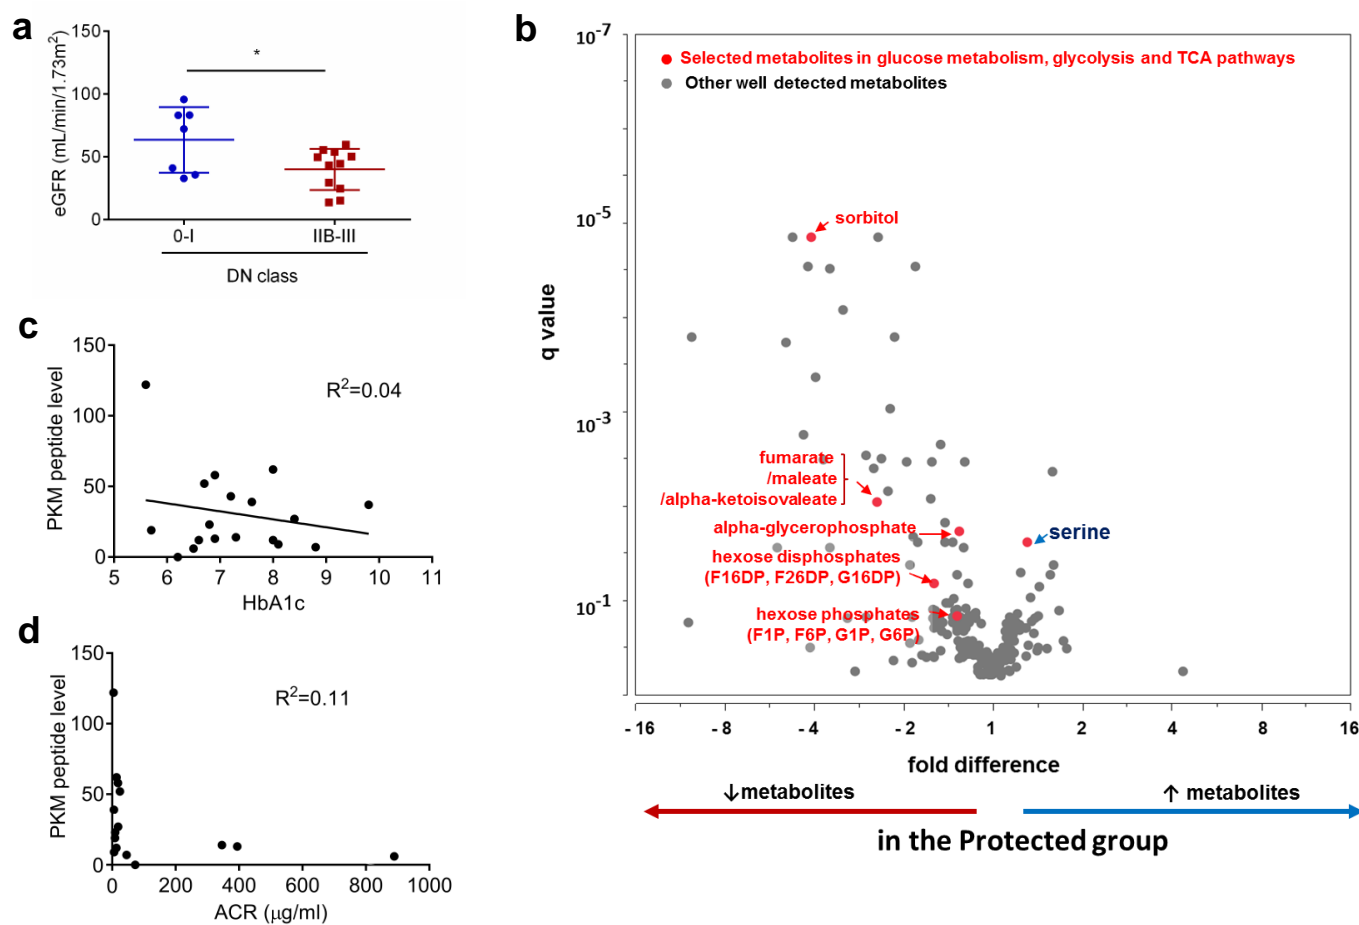 a
eGFR (mL/min/1.73m²)
150
100
50
0
*
0-I
IIB-III
DN class
b
q value
10⁻⁷
10⁻⁵
10⁻³
10⁻¹
Selected metabolites in glucose metabolism, glycolysis and TCA pathways
Other well detected metabolites
sorbitol
fumarate
/maleate
/alpha-ketoisovaleate
alpha-glycerophosphate
serine
hexose disphosphates
(F16DP, F26DP, G16DP)
hexose phosphates
(F1P, F6P, G1P, G6P)
- 16
- 8
- 4
- 2
1
2
4
8
16
fold difference
↓metabolites
↑ metabolites
in the Protected group
c
PKM peptide level
150
100
50
0
R²=0.04
5
6
7
8
9
10
11
HbA1c
d
PKM peptide level
150
100
50
0
R²=0.11
0
200
400
600
800
1000
ACR (μg/ml)